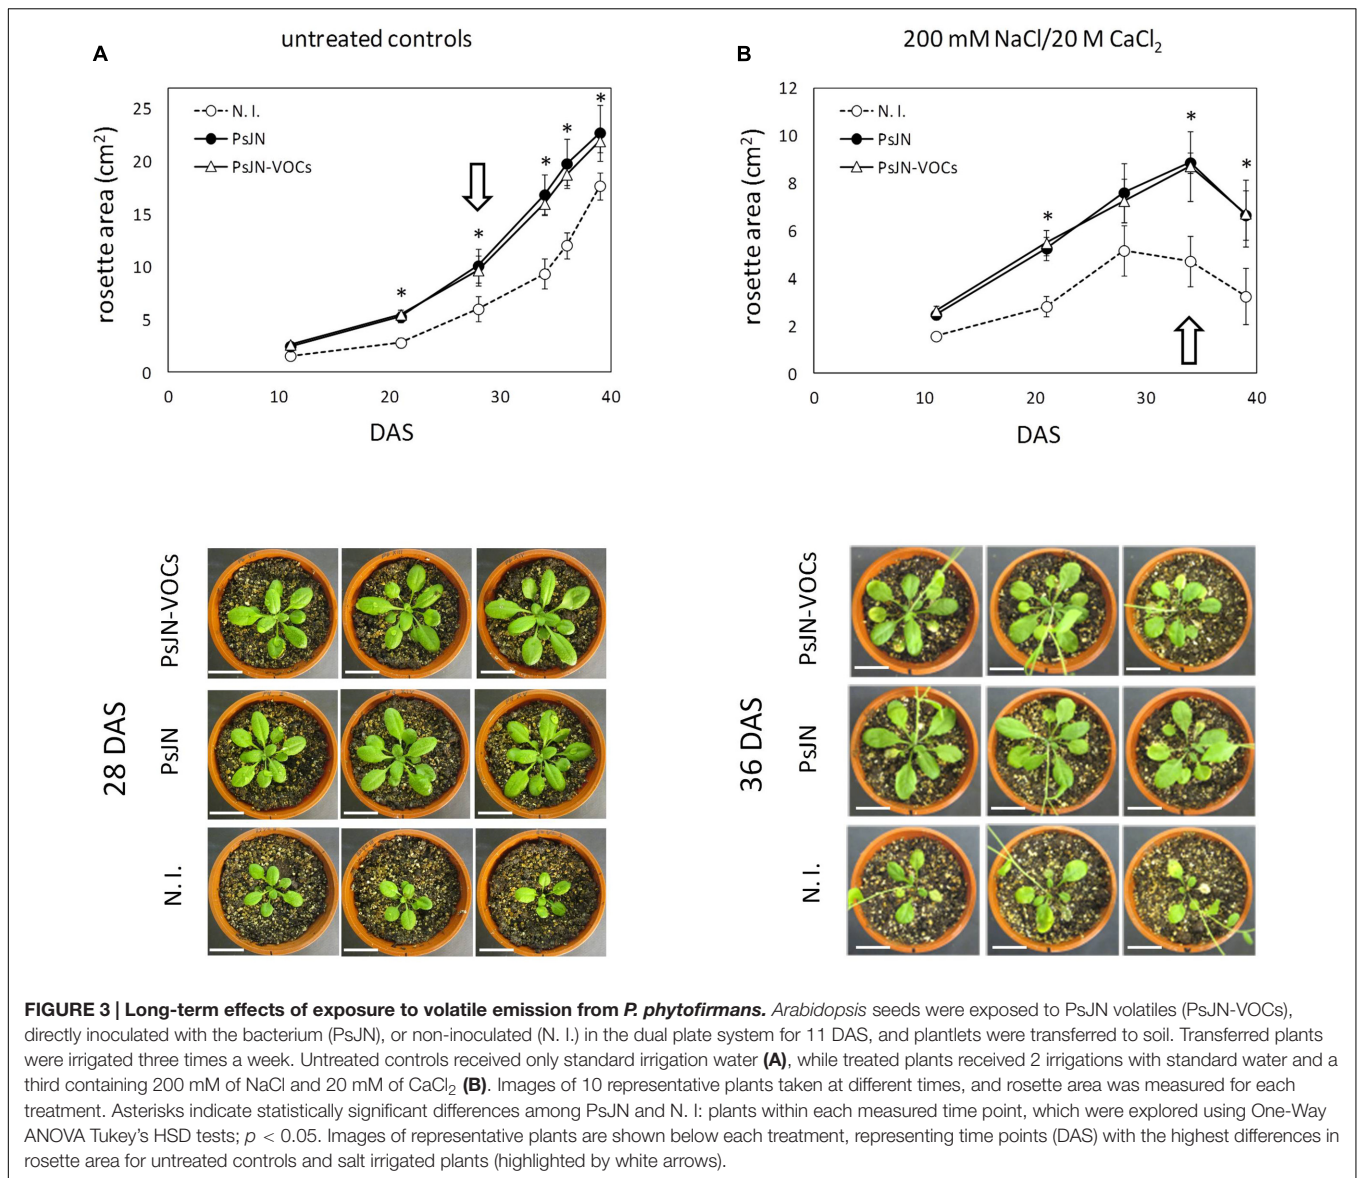 untreated controls
200 mM NaCl/20 M CaCl2
A
B
N. I.
PsJN
PsJN-VOCs
*
*
*
*
*
25
20
15
10
5
0
rosette area (cm2)
0
10
20
30
40
DAS
N. I.
PsJN
PsJN-VOCs
*
*
*
12
10
8
6
4
2
0
rosette area (cm2)
0
10
20
30
40
DAS
28 DAS
PsJN-VOCs
PsJN
N. I.
36 DAS
PsJN-VOCs
PsJN
N. I.
FIGURE 3 | Long-term effects of exposure to volatile emission from P. phytofirmans. Arabidopsis seeds were exposed to PsJN volatiles (PsJN-VOCs),
directly inoculated with the bacterium (PsJN), or non-inoculated (N. I.) in the dual plate system for 11 DAS, and plantlets were transferred to soil. Transferred plants
were irrigated three times a week. Untreated controls received only standard irrigation water (A), while treated plants received 2 irrigations with standard water and a
third containing 200 mM of NaCl and 20 mM of CaCl2 (B). Images of 10 representative plants taken at different times, and rosette area was measured for each
treatment. Asterisks indicate statistically significant differences among PsJN and N. I: plants within each measured time point, which were explored using One-Way
ANOVA Tukey's HSD tests; p < 0.05. Images of representative plants are shown below each treatment, representing time points (DAS) with the highest differences in
rosette area for untreated controls and salt irrigated plants (highlighted by white arrows).